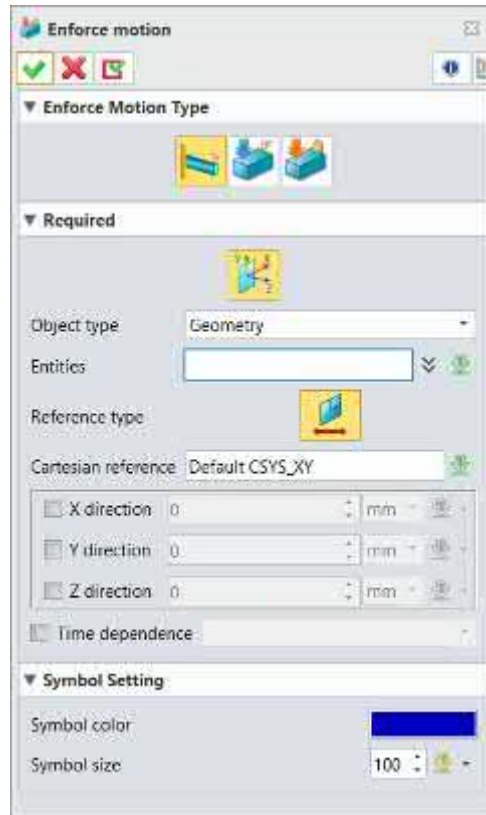 Enforce motion
Enforce Motion Type
Required
Object type Geometry
Entities
Reference type
Cartesian reference Default CSYS_XY
X direction 0 mm
Y direction 0 mm
Z direction 0 mm
Time dependence
Symbol Setting
Symbol color
Symbol size 100